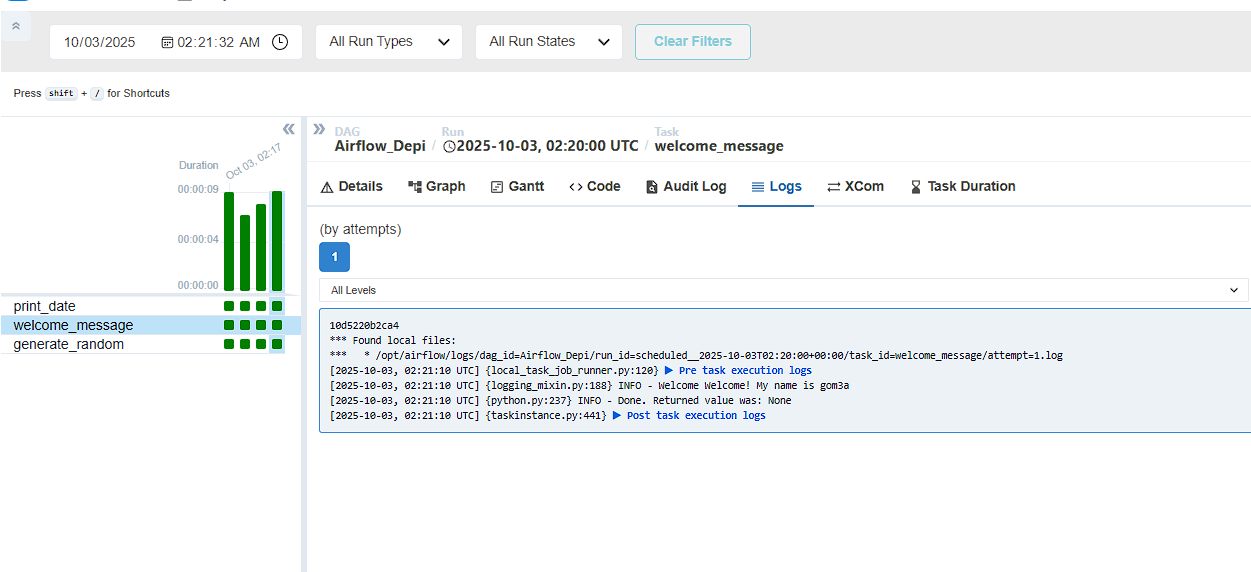 10/03/2025 02:21:32 AM All Run Types All Run States Clear Filters
Press shift + / for Shortcuts
DAG Run Task
Airflow_Depi / 2025-10-03, 02:20:00 UTC / welcome_message
Details Graph Gantt Code Audit Log Logs XCom Task Duration
Oct 03, 02:17
Duration
00:00:09
00:00:04
00:00:00
print_date
welcome_message
generate_random
(by attempts)
1
All Levels
10d5220b2ca4
*** Found local files:
***   * /opt/airflow/logs/dag_id=Airflow_Depi/run_id=scheduled__2025-10-03T02:20:00+00:00/task_id=welcome_message/attempt=1.log
[2025-10-03, 02:21:10 UTC] {local_task_job_runner.py:120} ▶ Pre task execution logs
[2025-10-03, 02:21:10 UTC] {logging_mixin.py:188} INFO - Welcome Welcome! My name is gom3a
[2025-10-03, 02:21:10 UTC] {python.py:237} INFO - Done. Returned value was: None
[2025-10-03, 02:21:10 UTC] {taskinstance.py:441} ▶ Post task execution logs